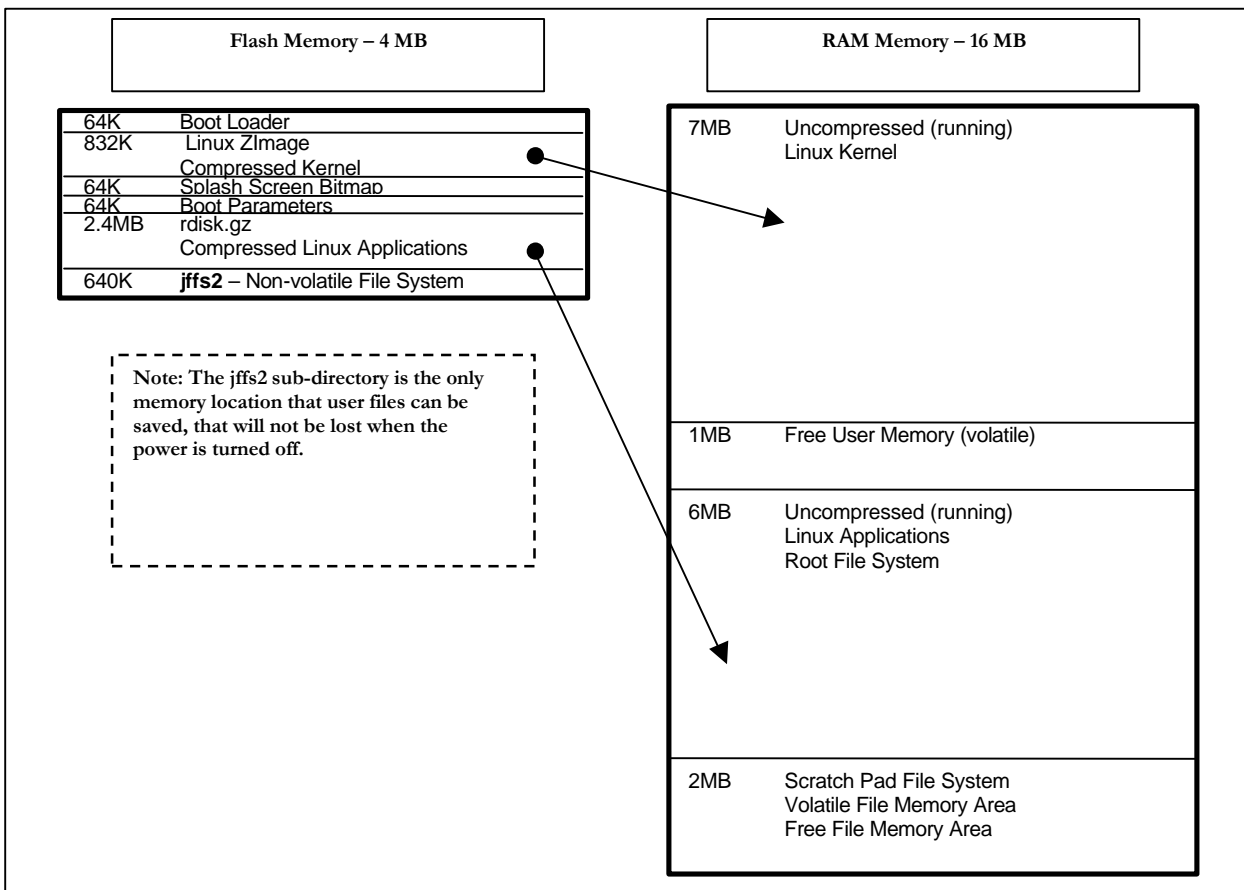 Flash Memory – 4 MB
64K Boot Loader
832K Linux ZImage
Compressed Kernel
64K Splash Screen Bitmap
64K Boot Parameters
2.4MB rdisk.gz
Compressed Linux Applications
640K jffs2 – Non-volatile File System
Note: The jffs2 sub-directory is the only
memory location that user files can be
saved, that will not be lost when the
power is turned off.
RAM Memory – 16 MB
7MB Uncompressed (running)
Linux Kernel
1MB Free User Memory (volatile)
6MB Uncompressed (running)
Linux Applications
Root File System
2MB Scratch Pad File System
Volatile File Memory Area
Free File Memory Area